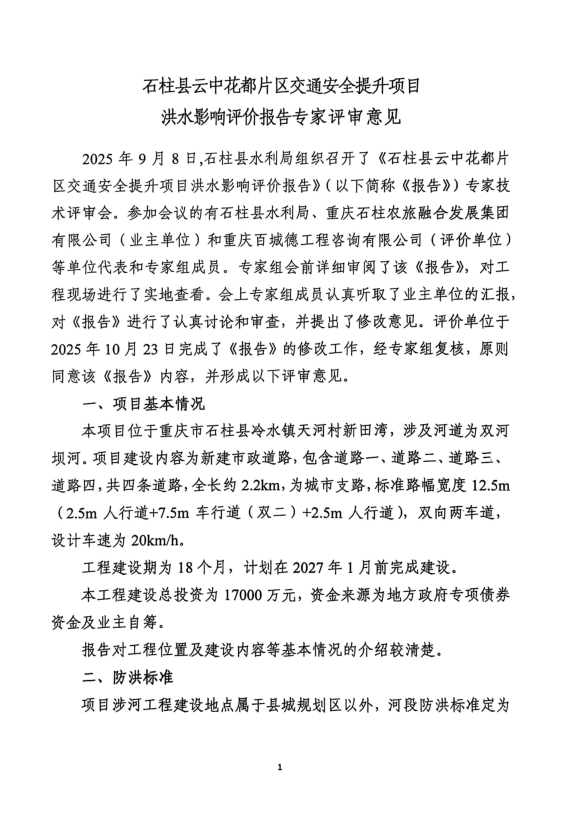 石柱县云中花都片区交通安全提升项目
洪水影响评价报告专家评审意见
2025 年 9 月 8 日,石柱县水利局组织召开了《石柱县云中花都片
区交通安全提升项目洪水影响评价报告》（以下简称《报告》）专家技
术评审会。参加会议的有石柱县水利局、重庆石柱农旅融合发展集团
有限公司（业主单位）和重庆百城德工程咨询有限公司（评价单位）
等单位代表和专家组成员。专家组会前详细审阅了该《报告》，对工
程现场进行了实地查看。会上专家组成员认真听取了业主单位的汇报，
对《报告》进行了认真讨论和审查，并提出了修改意见。评价单位于
2025 年 10 月 23 日完成了《报告》的修改工作，经专家组复核，原则
同意该《报告》内容，并形成以下评审意见。
一、项目基本情况
本项目位于重庆市石柱县冷水镇天河村新田湾，涉及河道为双河
坝河。项目建设内容为新建市政道路，包含道路一、道路二、道路三、
道路四，共四条道路，全长约 2.2km，为城市支路，标准路幅宽度 12.5m
（2.5m 人行道+7.5m 车行道（双二）+2.5m 人行道），双向两车道，
设计车速为 20km/h。
工程建设期为 18 个月，计划在 2027 年 1 月前完成建设。
本工程建设总投资为 17000 万元，资金来源为地方政府专项债券
资金及业主自筹。
报告对工程位置及建设内容等基本情况的介绍较清楚。
二、防洪标准
项目涉河工程建设地点属于县城规划区以外，河段防洪标准定为
1